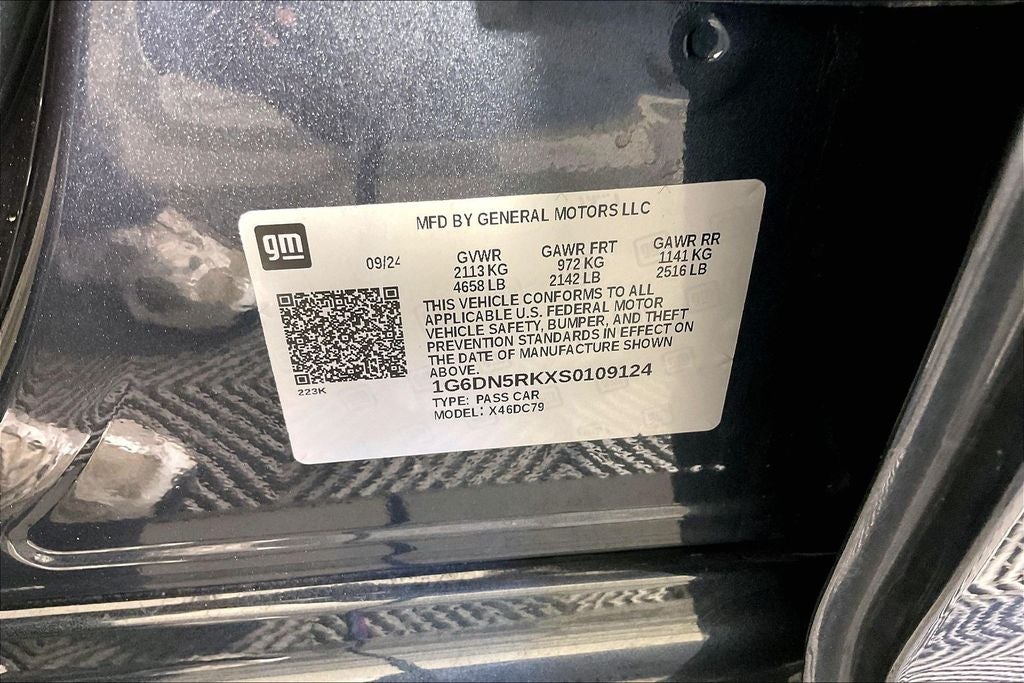 gm
MFD BY GENERAL MOTORS LLC
09/24
GVWR GAWR FRT GAWR RR
2113 KG 972 KG 1141 KG
4658 LB 2142 LB 2516 LB
THIS VEHICLE CONFORMS TO ALL
APPLICABLE U.S. FEDERAL MOTOR
VEHICLE SAFETY, BUMPER, AND THEFT
PREVENTION STANDARDS IN EFFECT ON
THE DATE OF MANUFACTURE SHOWN
ABOVE.
1G6DN5RKXS0109124
TYPE: PASS CAR
MODEL: X46DC79
223K